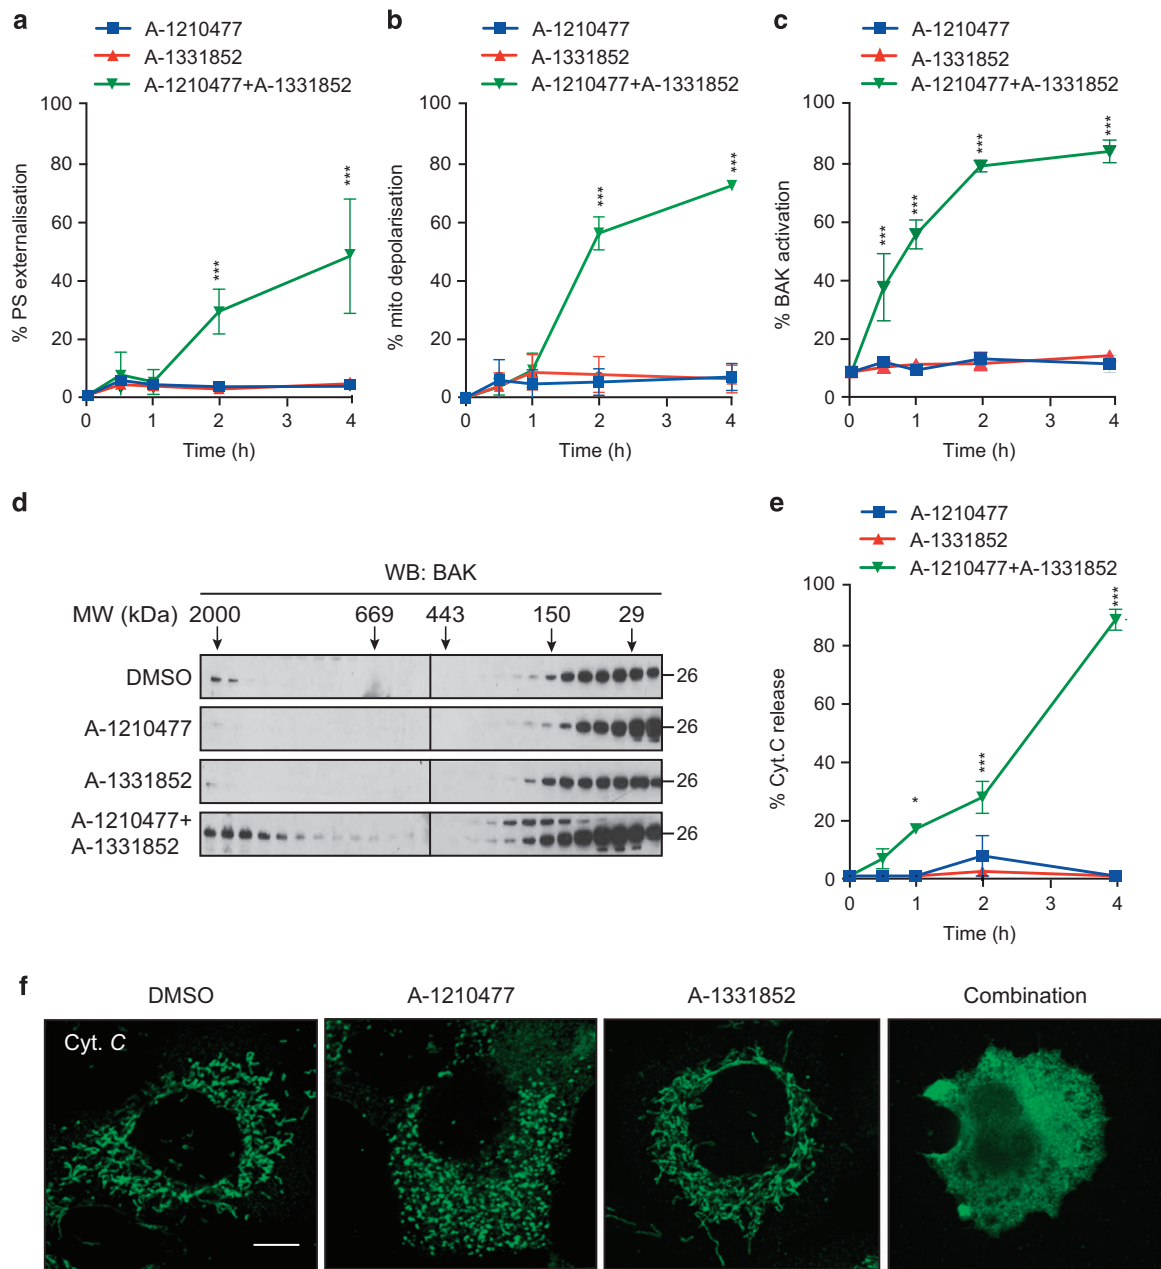 a
A-1210477
A-1331852
A-1210477+A-1331852
% PS externalisation
100
80
60
40
20
0
***
***
0 1 2 3 4
Time (h)
b
A-1210477
A-1331852
A-1210477+A-1331852
% mito depolarisation
100
80
60
40
20
0
***
***
0 1 2 3 4
Time (h)
c
A-1210477
A-1331852
A-1210477+A-1331852
% BAK activation
100
80
60
40
20
0
***
***
***
***
0 1 2 3 4
Time (h)
d
WB: BAK
MW (kDa) 2000 669 443 150 29
DMSO 26
A-1210477 26
A-1331852 26
A-1210477+
A-1331852
26
e
A-1210477
A-1331852
A-1210477+A-1331852
% Cyt.C release
100
80
60
40
20
0
*
***
***
0 1 2 3 4
Time (h)
f
DMSO A-1210477 A-1331852 Combination
Cyt. C